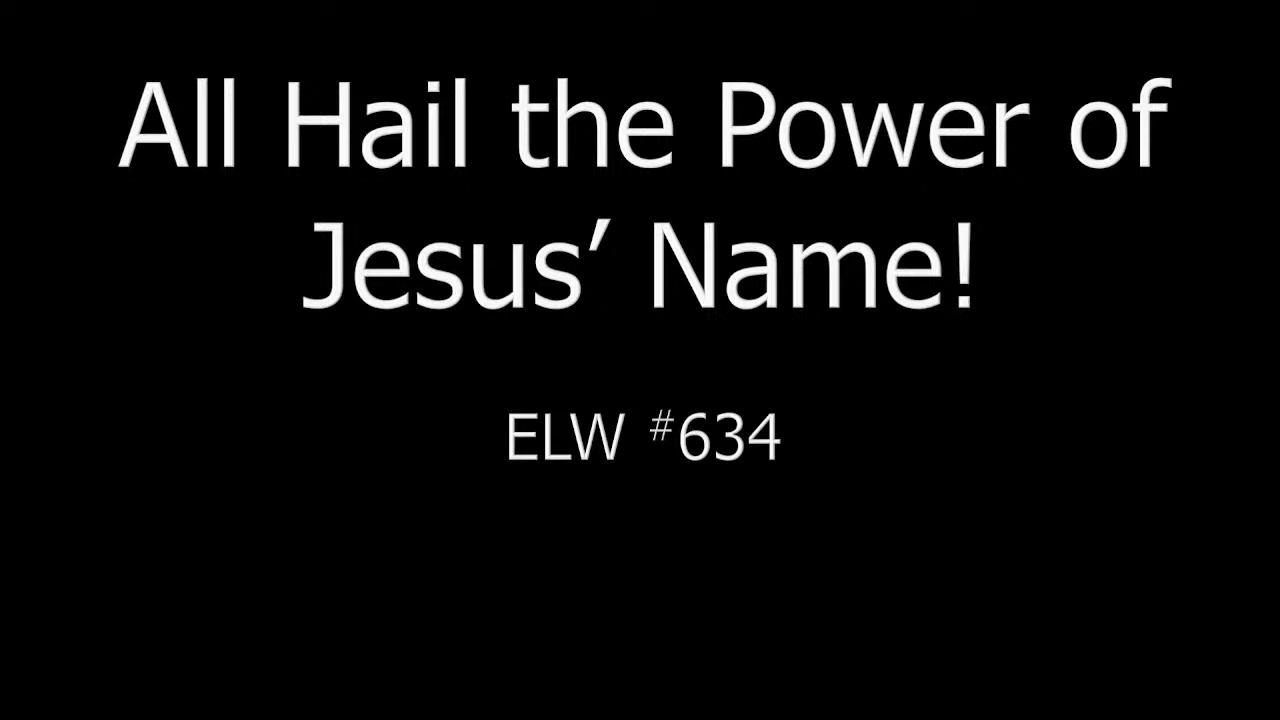 All Hail the Power of
Jesus’ Name!
ELW #634